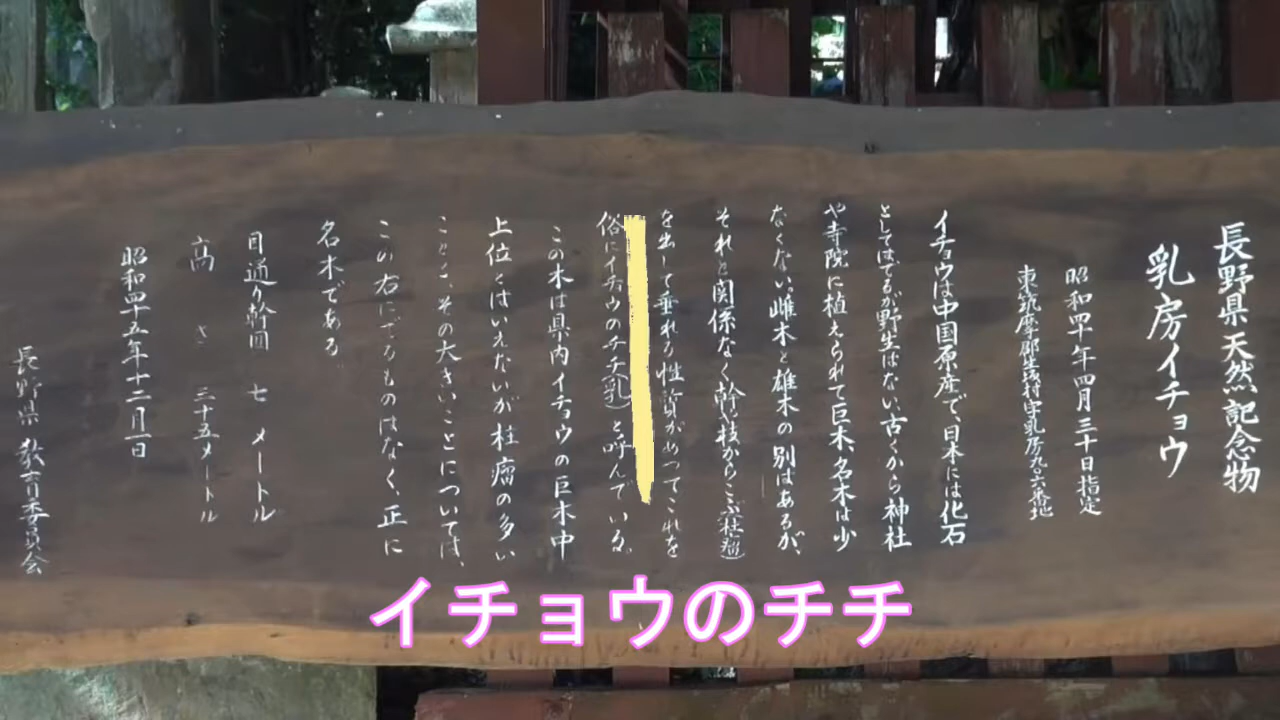 長野県天然記念物
乳房イチョウ
昭和四十年四月三十日指定
東筑摩郡生坂村字乳房九〇六番地
イチョウは中国原産で、日本には化石
としてはでるが野生はない。古くから神社
や寺院に植えられて巨木、名木は少
なくない。雌木と雄木の別はあるが、
それと関係なく幹や枝からこぶ(柱瘤)
を出して垂れる性質があってこれを
俗にイチョウのチチ(乳)と呼んでいる。
この木は県内イチョウの巨木中
上位とはいえないが柱瘤の多い
ことと、その大きいことについては、
この右にでるものはなく、正に
名木である
目通り幹囲 七 メートル
高 さ 三十五メートル
昭和四十五年十二月一日
長野県教育委員会
イチョウのチチ